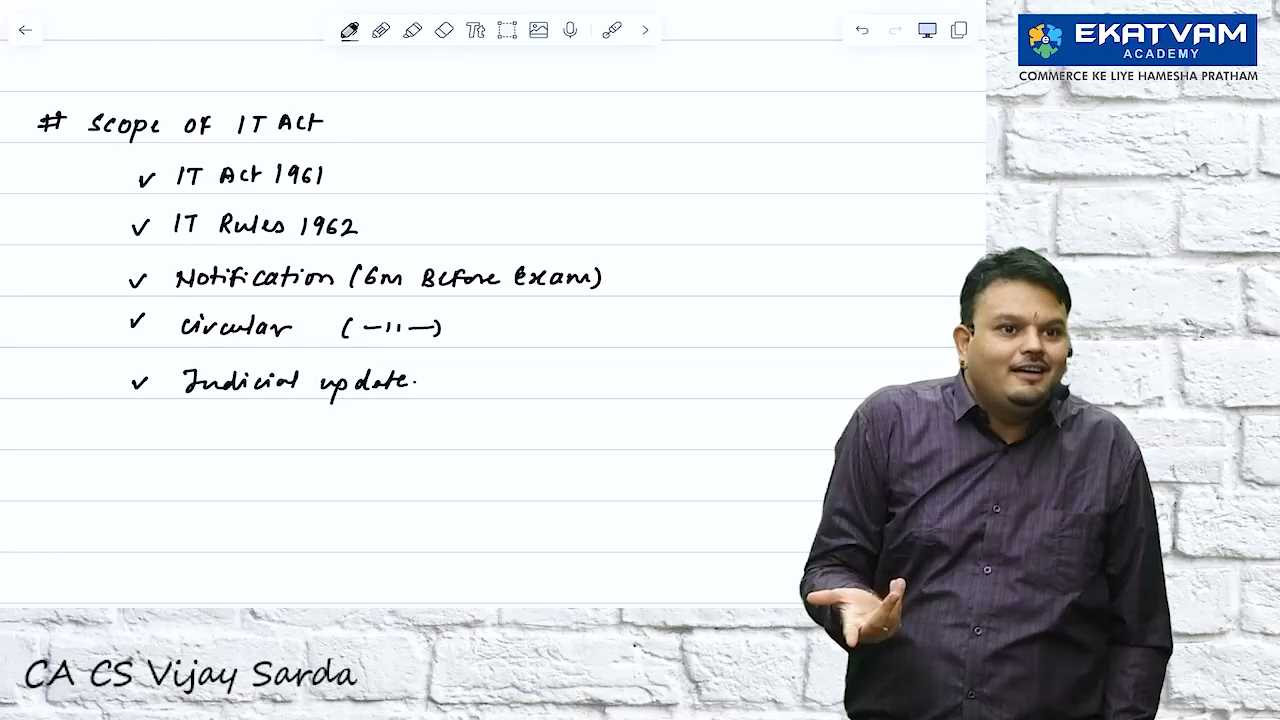 EKATVAM
ACADEMY
COMMERCE KE LIYE HAMESHA PRATHAM
# Scope of IT Act
✓ IT Act 1961
✓ IT Rules 1962
✓ Notification (6m Before Exam)
✓ circular (–〃–)
✓ Judicial update.
CA CS Vijay Sarda
Tt